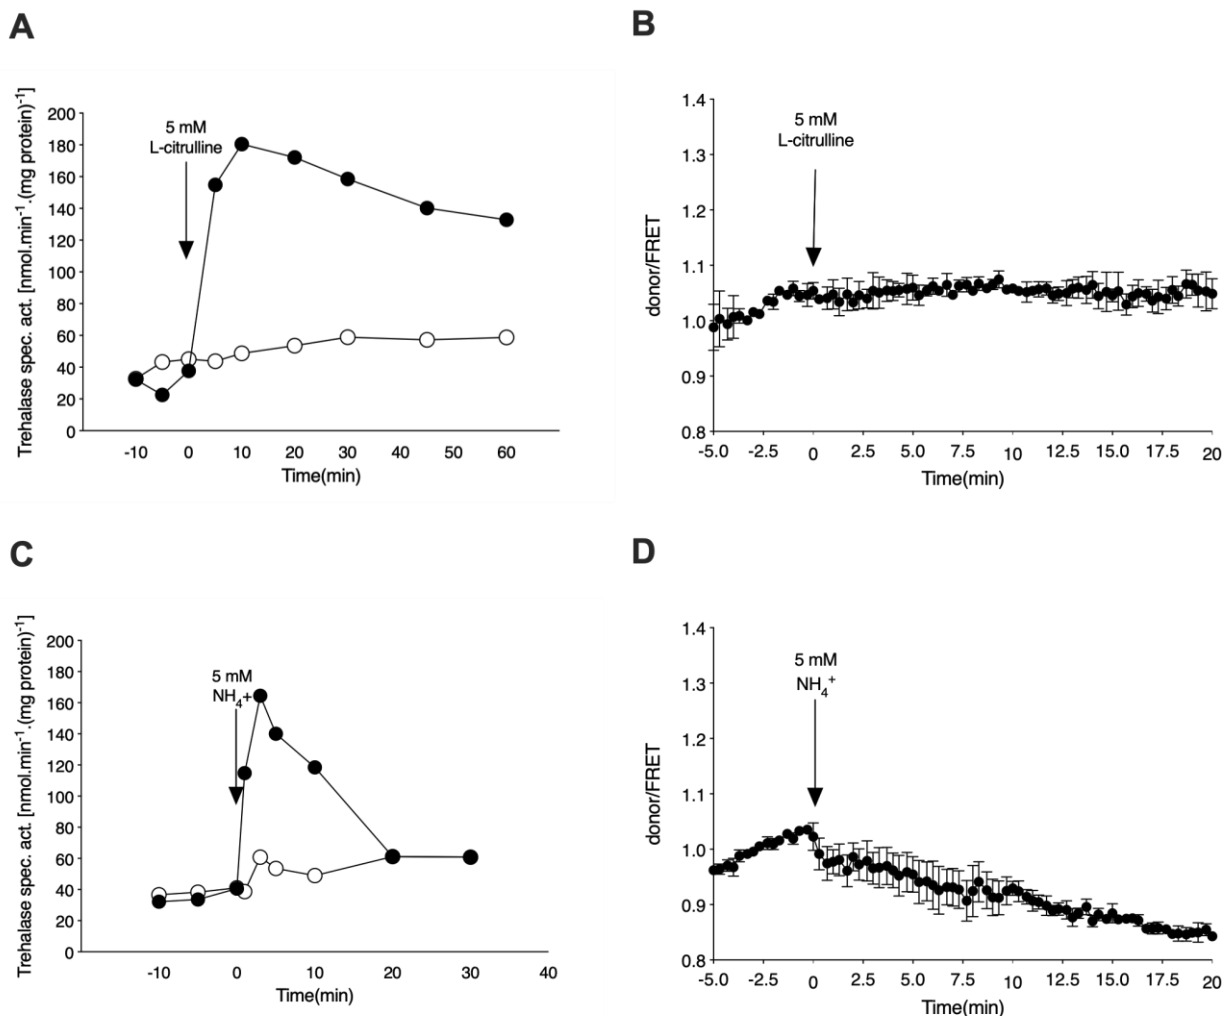 A
Trehalase spec. act. [nmol.min⁻¹.(mg protein)⁻¹]
200
180
160
140
120
100
80
60
40
20
0
5 mM
L-citrulline
-10 0 10 20 30 40 50 60
Time(min)
B
donor/FRET
1.4
1.3
1.2
1.1
1.0
0.9
0.8
5 mM
L-citrulline
-5.0 -2.5 0 2.5 5.0 7.5 10 12.5 15.0 17.5 20
Time(min)
C
Trehalase spec. act. [nmol.min⁻¹.(mg protein)⁻¹]
200
180
160
140
120
100
80
60
40
20
0
5 mM
NH₄+
-10 0 10 20 30 40
Time(min)
D
donor/FRET
1.4
1.3
1.2
1.1
1.0
0.9
0.8
5 mM
NH₄⁺
-5.0 -2.5 0 2.5 5.0 7.5 10 12.5 15.0 17.5 20
Time(min)